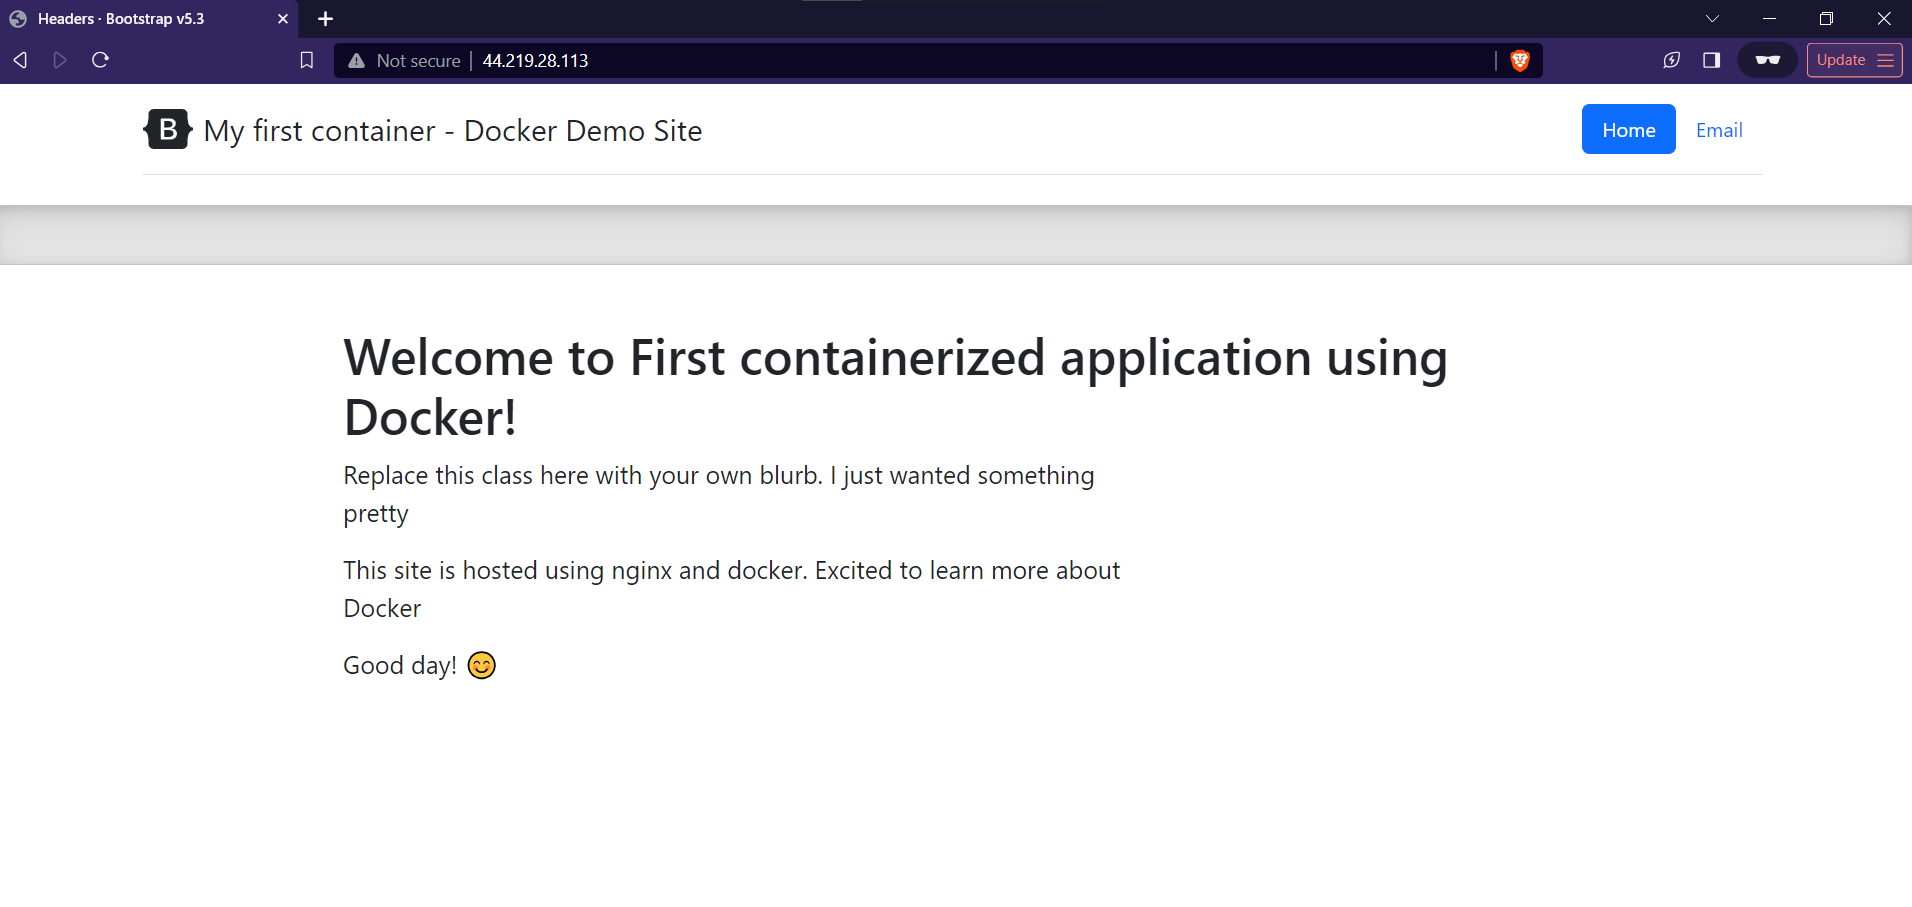 Headers · Bootstrap v5.3
Not secure 44.219.28.113
Update
B My first container - Docker Demo Site
Home Email
Welcome to First containerized application using
Docker!
Replace this class here with your own blurb. I just wanted something
pretty
This site is hosted using nginx and docker. Excited to learn more about
Docker
Good day! 😊